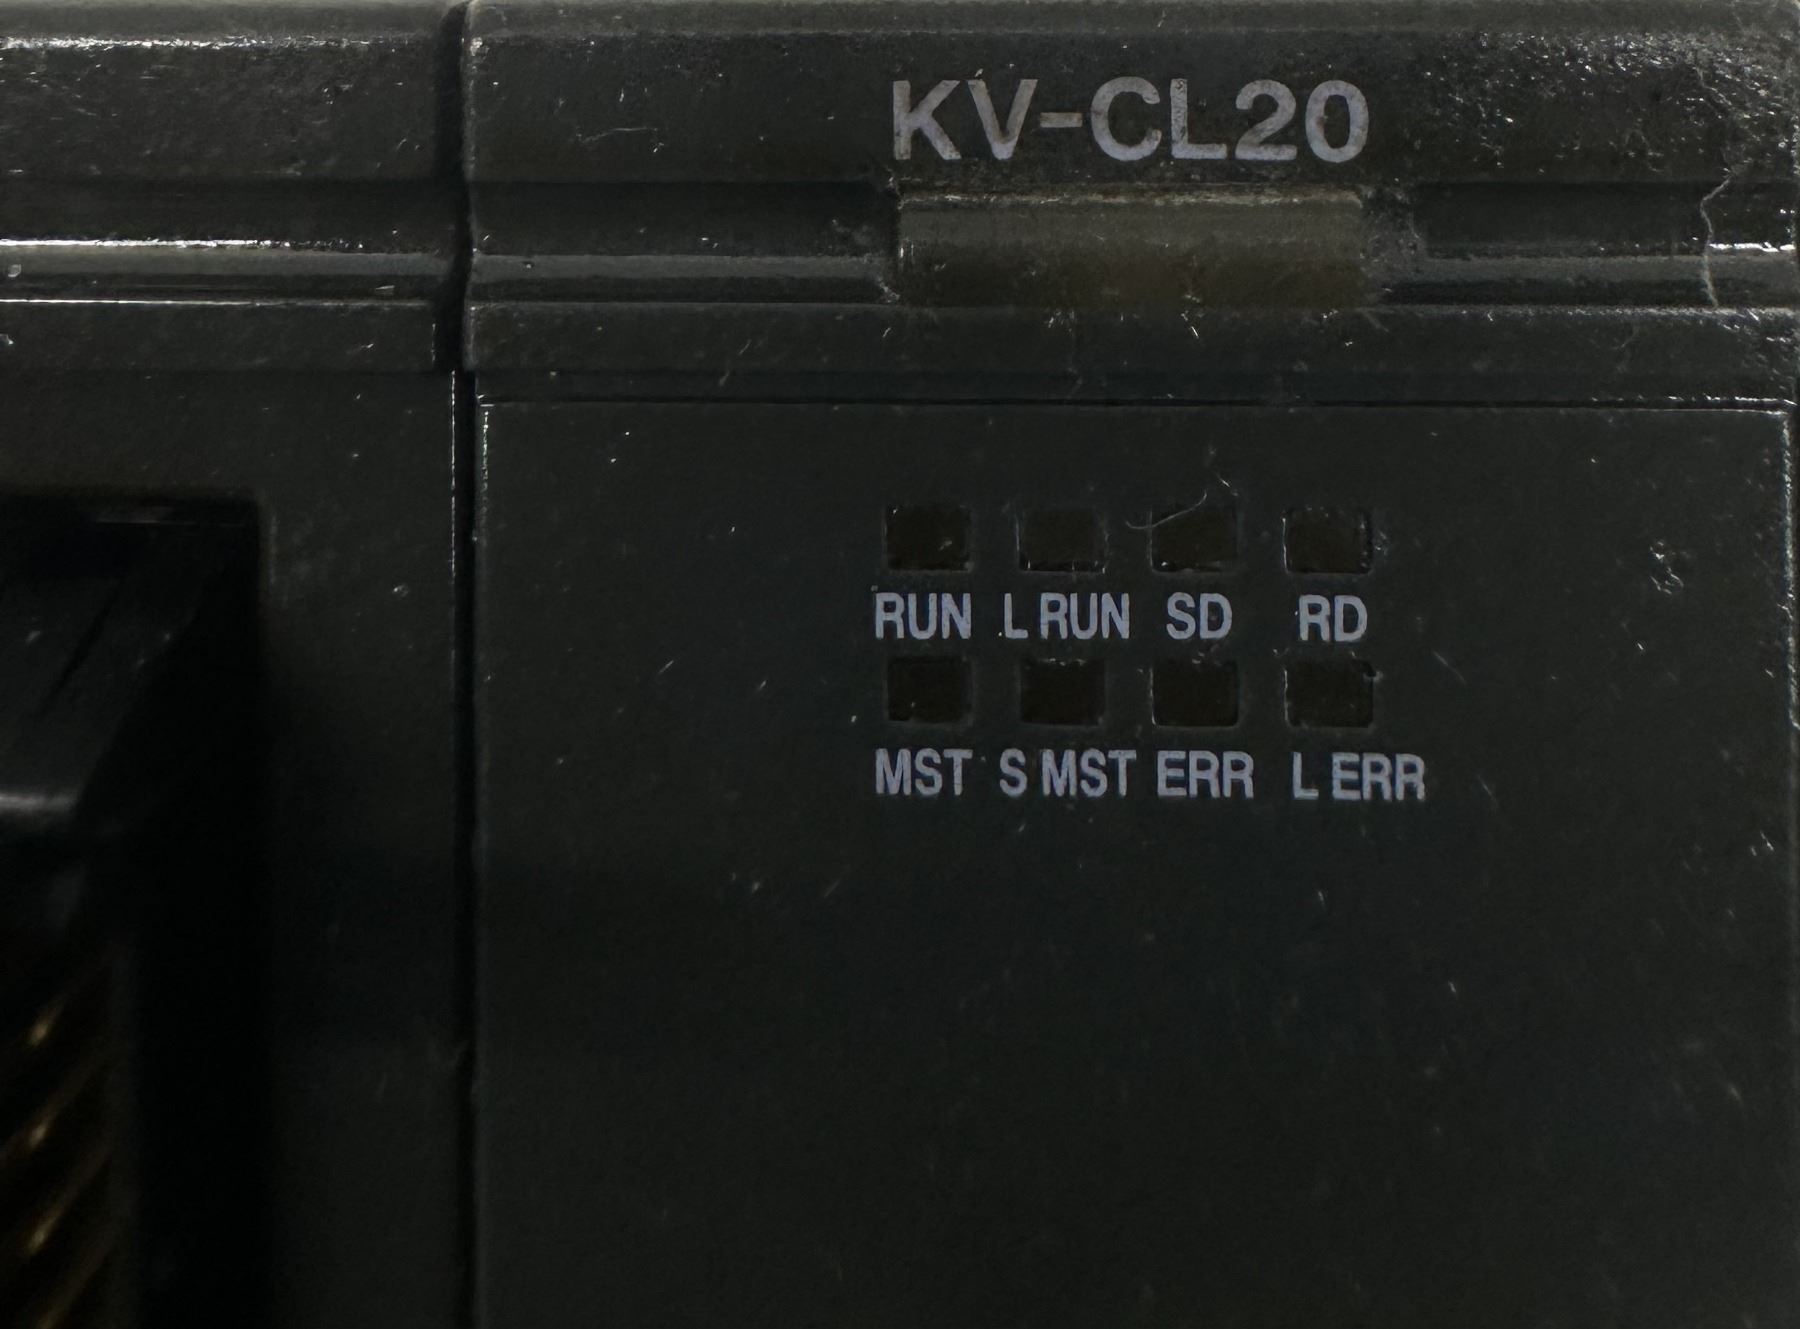 KV-CL20
RUN L RUN SD RD
MST S MST ERR L ERR